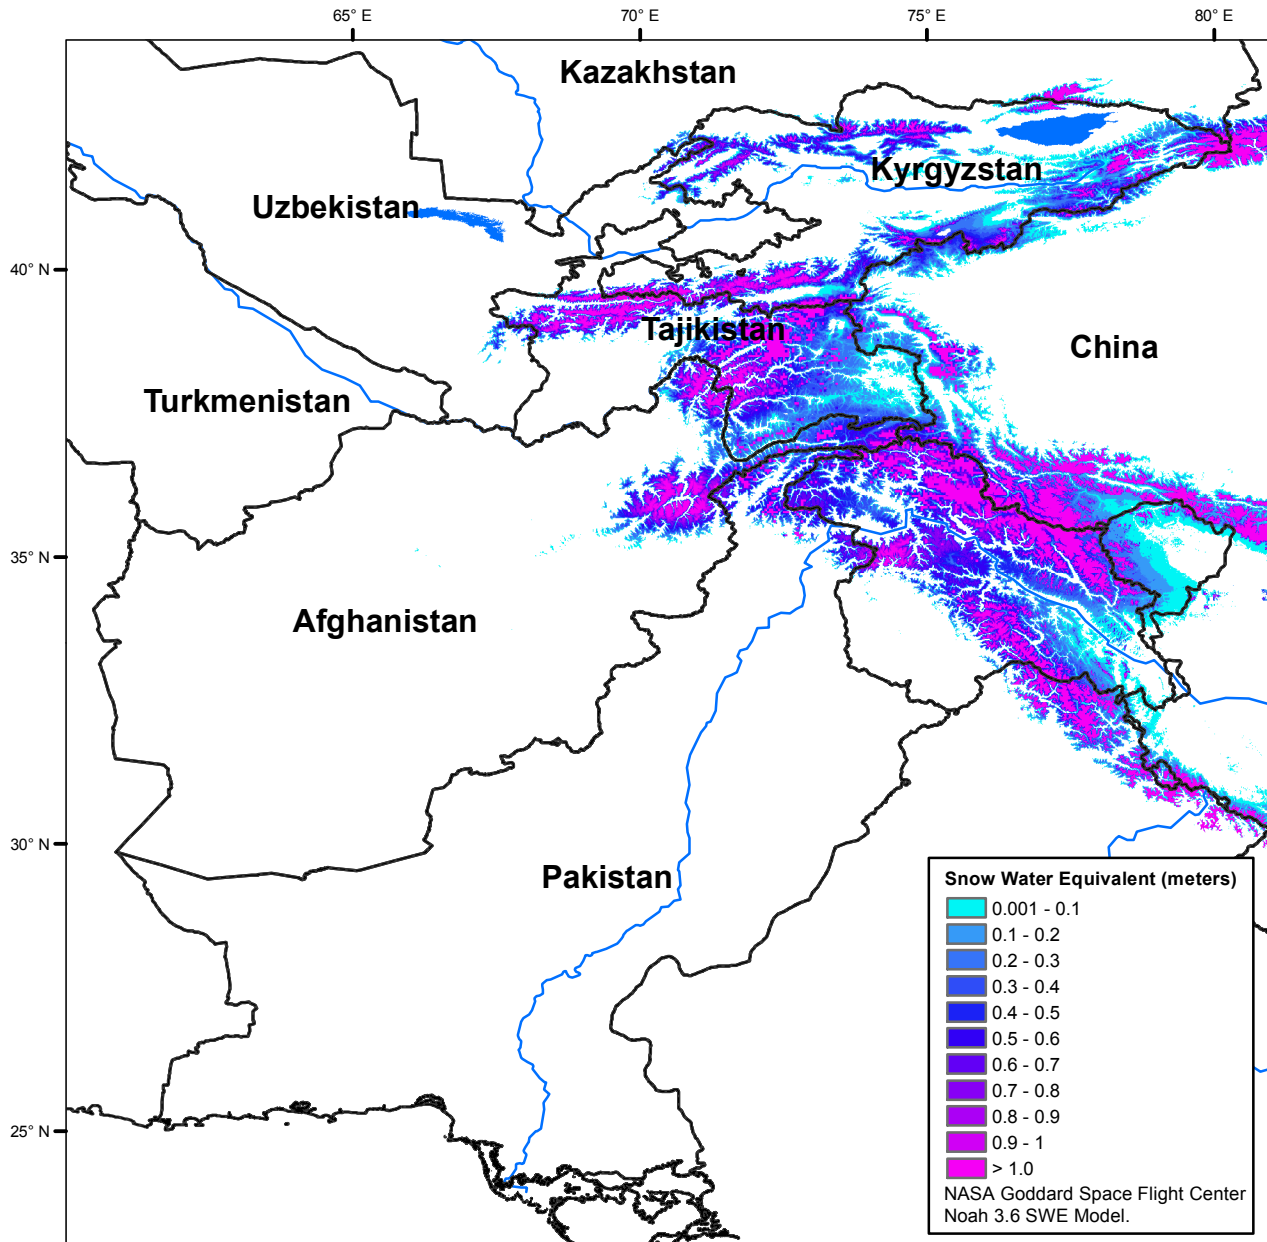 65° E
70° E
75° E
80° E
Kazakhstan
Kyrgyzstan
Uzbekistan
40° N
Tajikistan
China
Turkmenistan
35° N
Afghanistan
30° N
Pakistan
25° N
Snow Water Equivalent (meters)
0.001 - 0.1
0.1 - 0.2
0.2 - 0.3
0.3 - 0.4
0.4 - 0.5
0.5 - 0.6
0.6 - 0.7
0.7 - 0.8
0.8 - 0.9
0.9 - 1
> 1.0
NASA Goddard Space Flight Center
Noah 3.6 SWE Model.